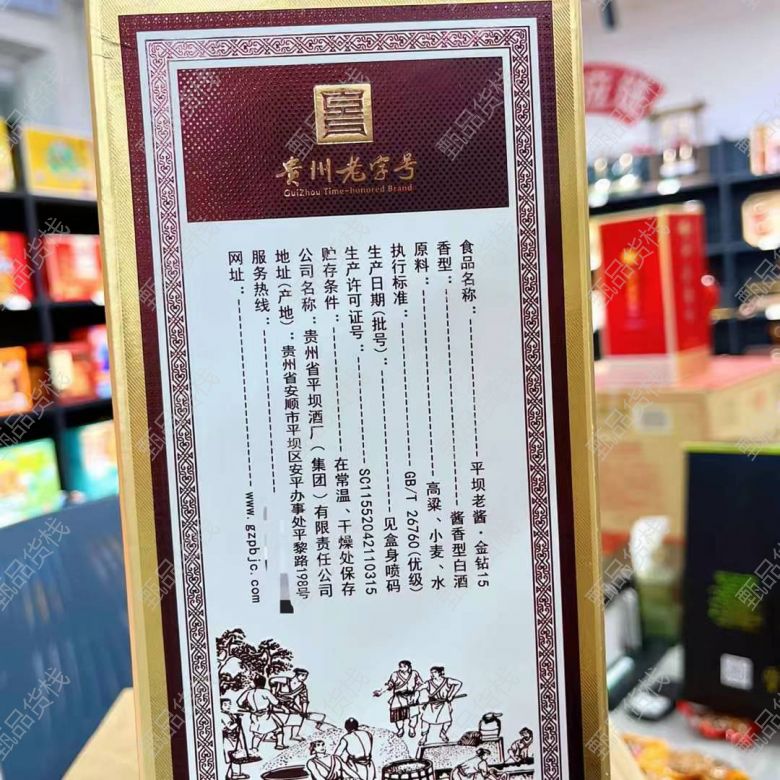 贵州老字号
GuiZhou Time-honored Brand
食品名称：平坝老酱·金钻15
香型：酱香型白酒
原料：高粱、小麦、水
执行标准：GB/T 26760(优级)
生产日期(批号)：见盒身喷码
生产许可证号：SC11552042110315
贮存条件：在常温、干燥处保存
公司名称：贵州省平坝酒厂(集团)有限责任公司
地址(产地)：贵州省安顺市平坝区安平办事处平黎路198号
服务热线：
网址：www.gzpbjc.com
甄品货栈